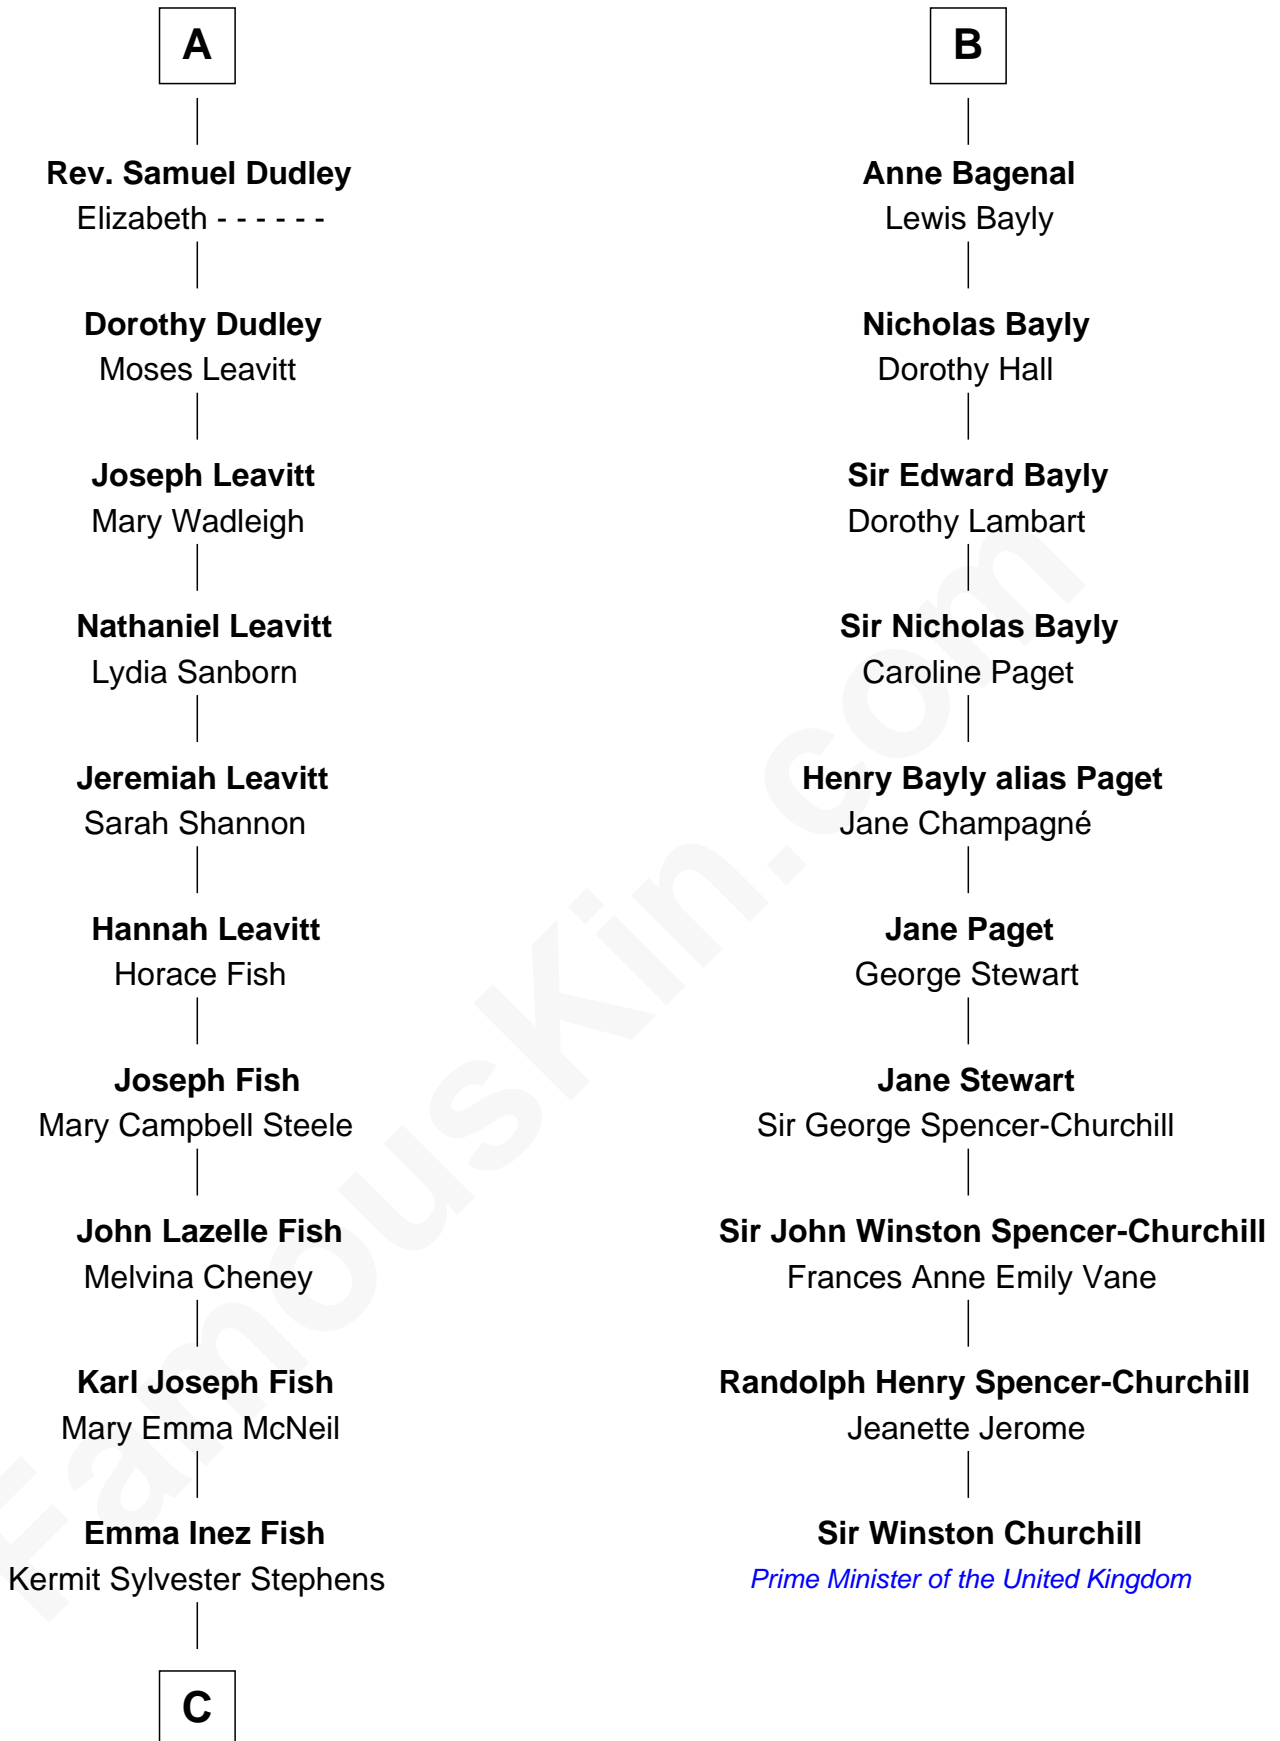 A
Rev. Samuel Dudley
Elizabeth - - - - - -
Dorothy Dudley
Moses Leavitt
Joseph Leavitt
Mary Wadleigh
Nathaniel Leavitt
Lydia Sanborn
Jeremiah Leavitt
Sarah Shannon
Hannah Leavitt
Horace Fish
Joseph Fish
Mary Campbell Steele
John Lazelle Fish
Melvina Cheney
Karl Joseph Fish
Mary Emma McNeil
Emma Inez Fish
Kermit Sylvester Stephens
C
B
Anne Bagenal
Lewis Bayly
Nicholas Bayly
Dorothy Hall
Sir Edward Bayly
Dorothy Lambart
Sir Nicholas Bayly
Caroline Paget
Henry Bayly alias Paget
Jane Champagné
Jane Paget
George Stewart
Jane Stewart
Sir George Spencer-Churchill
Sir John Winston Spencer-Churchill
Frances Anne Emily Vane
Randolph Henry Spencer-Churchill
Jeanette Jerome
Sir Winston Churchill
Prime Minister of the United Kingdom
FamousKin.com